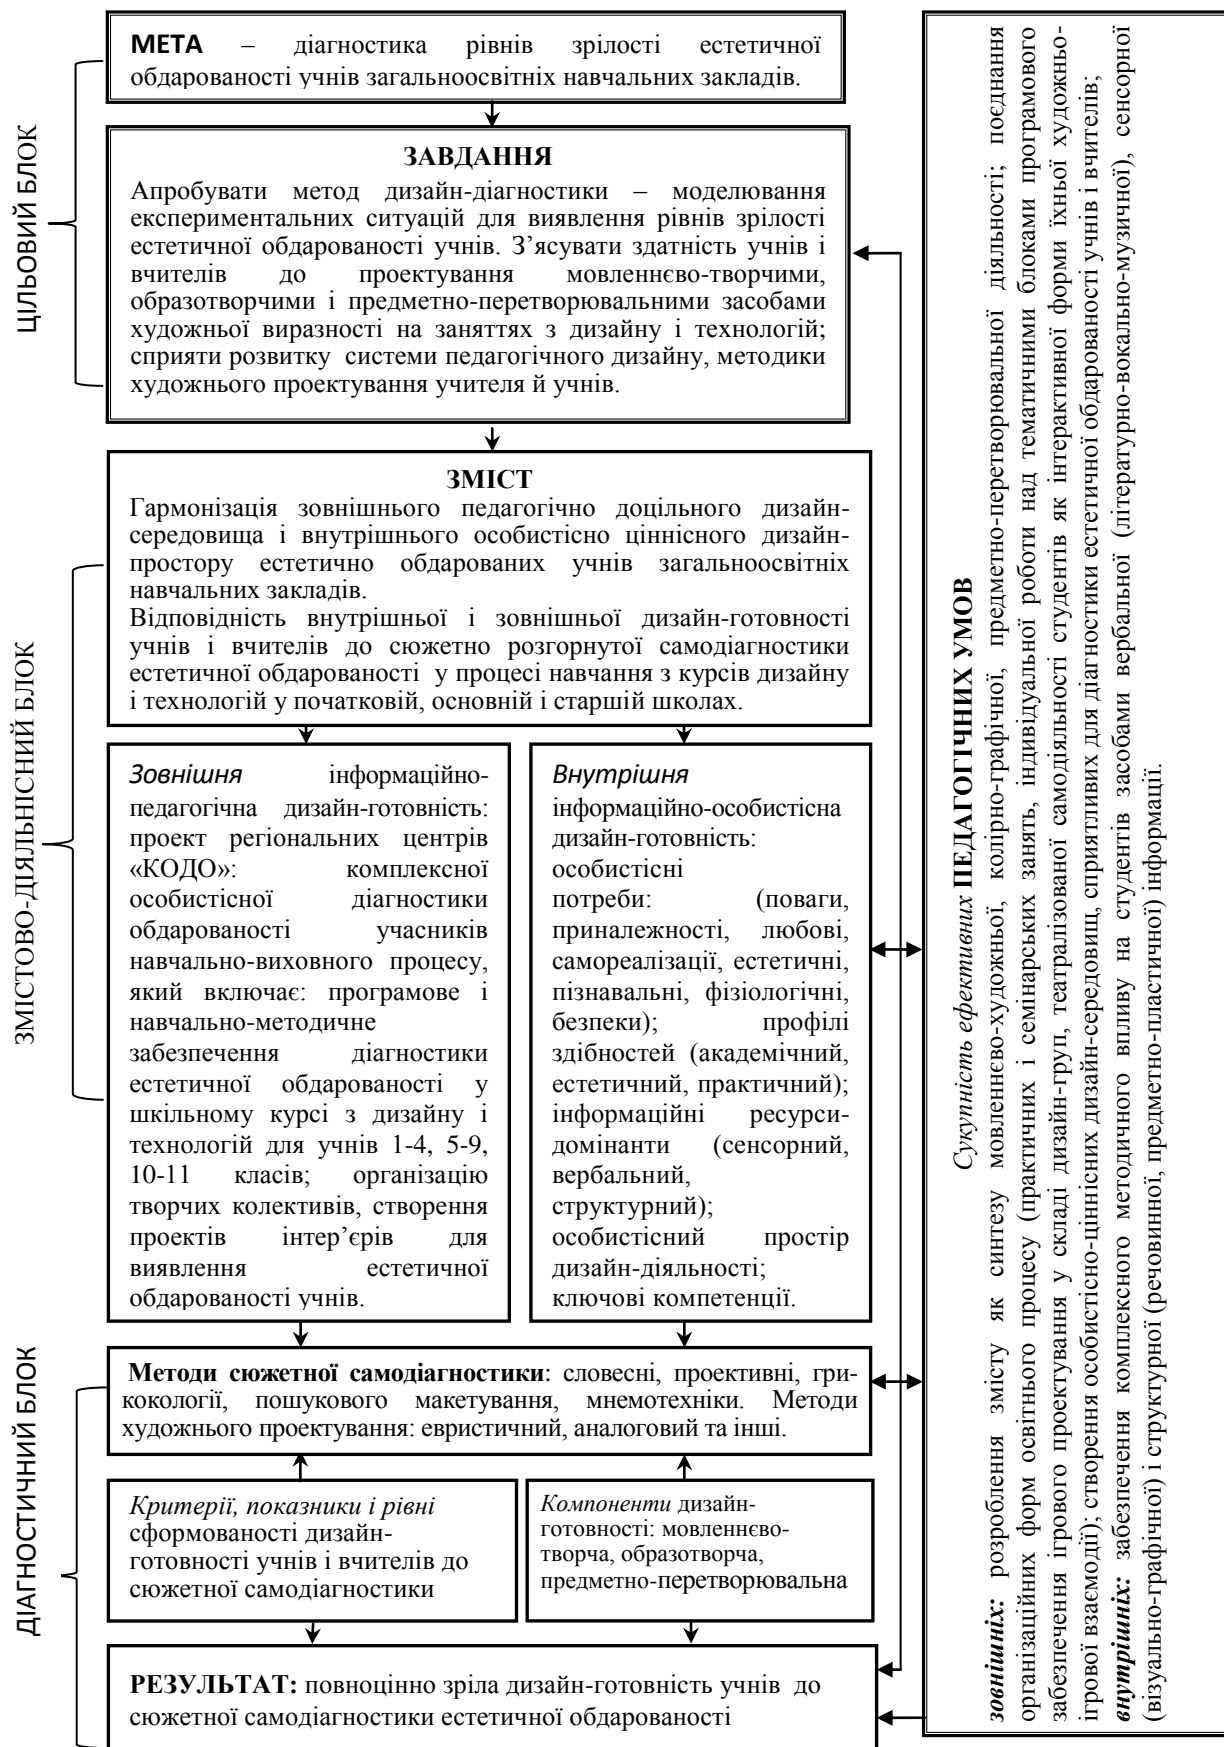 МЕТА – діагностика рівнів зрілості естетичної
обдарованості учнів загальноосвітніх навчальних закладів.
ЦІЛЬОВИЙ БЛОК
ЗАВДАННЯ
Апробувати метод дизайн-діагностики – моделювання
експериментальних ситуацій для виявлення рівнів зрілості
естетичної обдарованості учнів. З’ясувати здатність учнів і
вчителів до проектування мовленнєво-творчими,
образотворчими і предметно-перетворювальними засобами
художньої виразності на заняттях з дизайну і технологій;
сприяти розвитку системи педагогічного дизайну, методики
художнього проектування учителя й учнів.
ЗМІСТОВО-ДІЯЛЬНІСНИЙ БЛОК
ЗМІСТ
Гармонізація зовнішнього педагогічно доцільного дизайн-
середовища і внутрішнього особистісно ціннісного дизайн-
простору естетично обдарованих учнів загальноосвітніх
навчальних закладів.
Відповідність внутрішньої і зовнішньої дизайн-готовності
учнів і вчителів до сюжетно розгорнутої самодіагностики
естетичної обдарованості у процесі навчання з курсів дизайну
і технологій у початковій, основній і старшій школах.
Зовнішня інформаційно-
педагогічна дизайн-готовність:
проект регіональних центрів
«КОДО»: комплексної
особистісної діагностики
обдарованості учасників
навчально-виховного процесу,
який включає: програмове і
навчально-методичне
забезпечення діагностики
естетичної обдарованості у
шкільному курсі з дизайну і
технологій для учнів 1-4, 5-9,
10-11 класів; організацію
творчих колективів, створення
проектів інтер’єрів для
виявлення естетичної
обдарованості учнів.
Внутрішня
інформаційно-особистісна
дизайн-готовність:
особистісні
потреби: (поваги,
приналежності, любові,
самореалізації, естетичні,
пізнавальні, фізіологічні,
безпеки); профілі
здібностей (академічний,
естетичний, практичний);
інформаційні ресурси-
домінанти (сенсорний,
вербальний,
структурний);
особистісний простір
дизайн-діяльності;
ключові компетенції.
ДІАГНОСТИЧНИЙ БЛОК
Методи сюжетної самодіагностики: словесні, проективні, гри-
кокології, пошукового макетування, мнемотехніки. Методи
художнього проектування: евристичний, аналоговий та інші.
Критерії, показники і рівні
сформованості дизайн-
готовності учнів і вчителів до
сюжетної самодіагностики
Компоненти дизайн-
готовності: мовленнєво-
творча, образотворча,
предметно-перетворювальна
РЕЗУЛЬТАТ: повноцінно зріла дизайн-готовність учнів до
сюжетної самодіагностики естетичної обдарованості
Сукупність ефективних ПЕДАГОГІЧНИХ УМОВ
зовнішніх: розроблення змісту як синтезу мовленнєво-художньої, колірно-графічної, предметно-перетворювальної діяльності; поєднання
організаційних форм освітнього процесу (практичних і семінарських занять, індивідуальної роботи над тематичними блоками програмового
забезпечення ігрового проектування у складі дизайн-груп, театралізованої самодіяльності студентів як інтерактивної форми їхньої художньо-
ігрової взаємодії); створення особистісно-ціннісних дизайн-середовищ, сприятливих для діагностики естетичної обдарованості учнів і вчителів;
внутрішніх: забезпечення комплексного методичного впливу на студентів засобами вербальної (літературно-вокально-музичної), сенсорної
(візуально-графічної) і структурної (речовинної, предметно-пластичної) інформації.